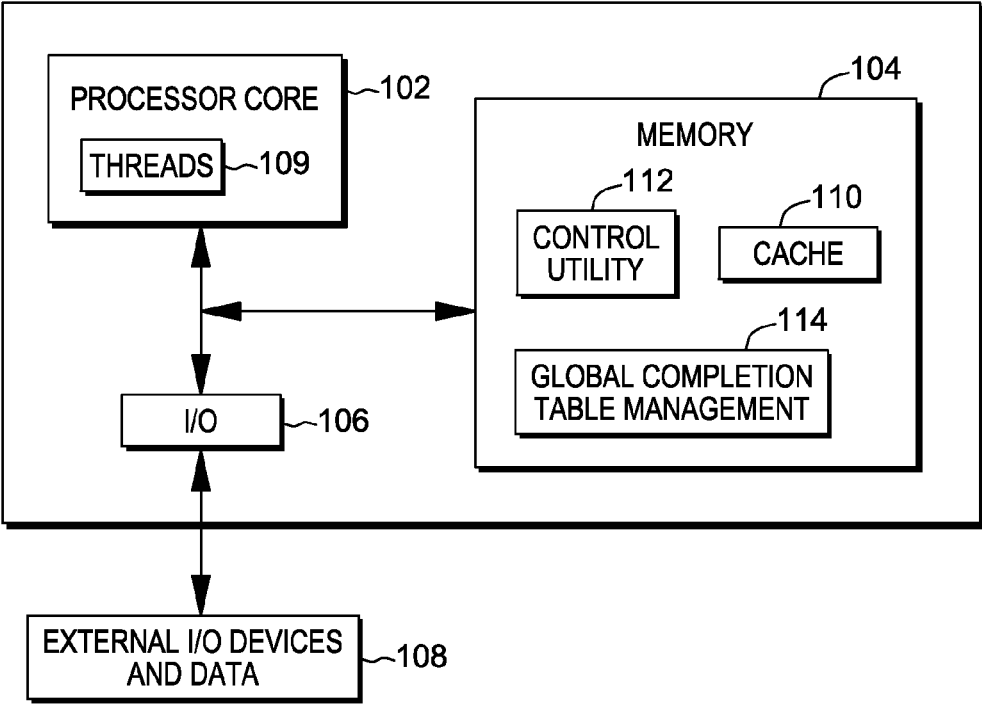 PROCESSOR CORE
102
THREADS
109
104
MEMORY
112
CONTROL
UTILITY
110
CACHE
114
GLOBAL COMPLETION
TABLE MANAGEMENT
I/O
106
EXTERNAL I/O DEVICES
AND DATA
108